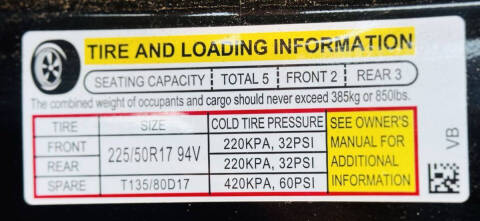 TIRE AND LOADING INFORMATION
SEATING CAPACITY TOTAL 5 FRONT 2 REAR 3
The combined weight of occupants and cargo should never exceed 385kg or 850lbs.
TIRE SIZE COLD TIRE PRESSURE SEE OWNER'S
FRONT 225/50R17 94V 220KPA, 32PSI MANUAL FOR
REAR 220KPA, 32PSI ADDITIONAL
SPARE T135/80D17 420KPA, 60PSI INFORMATION
VB